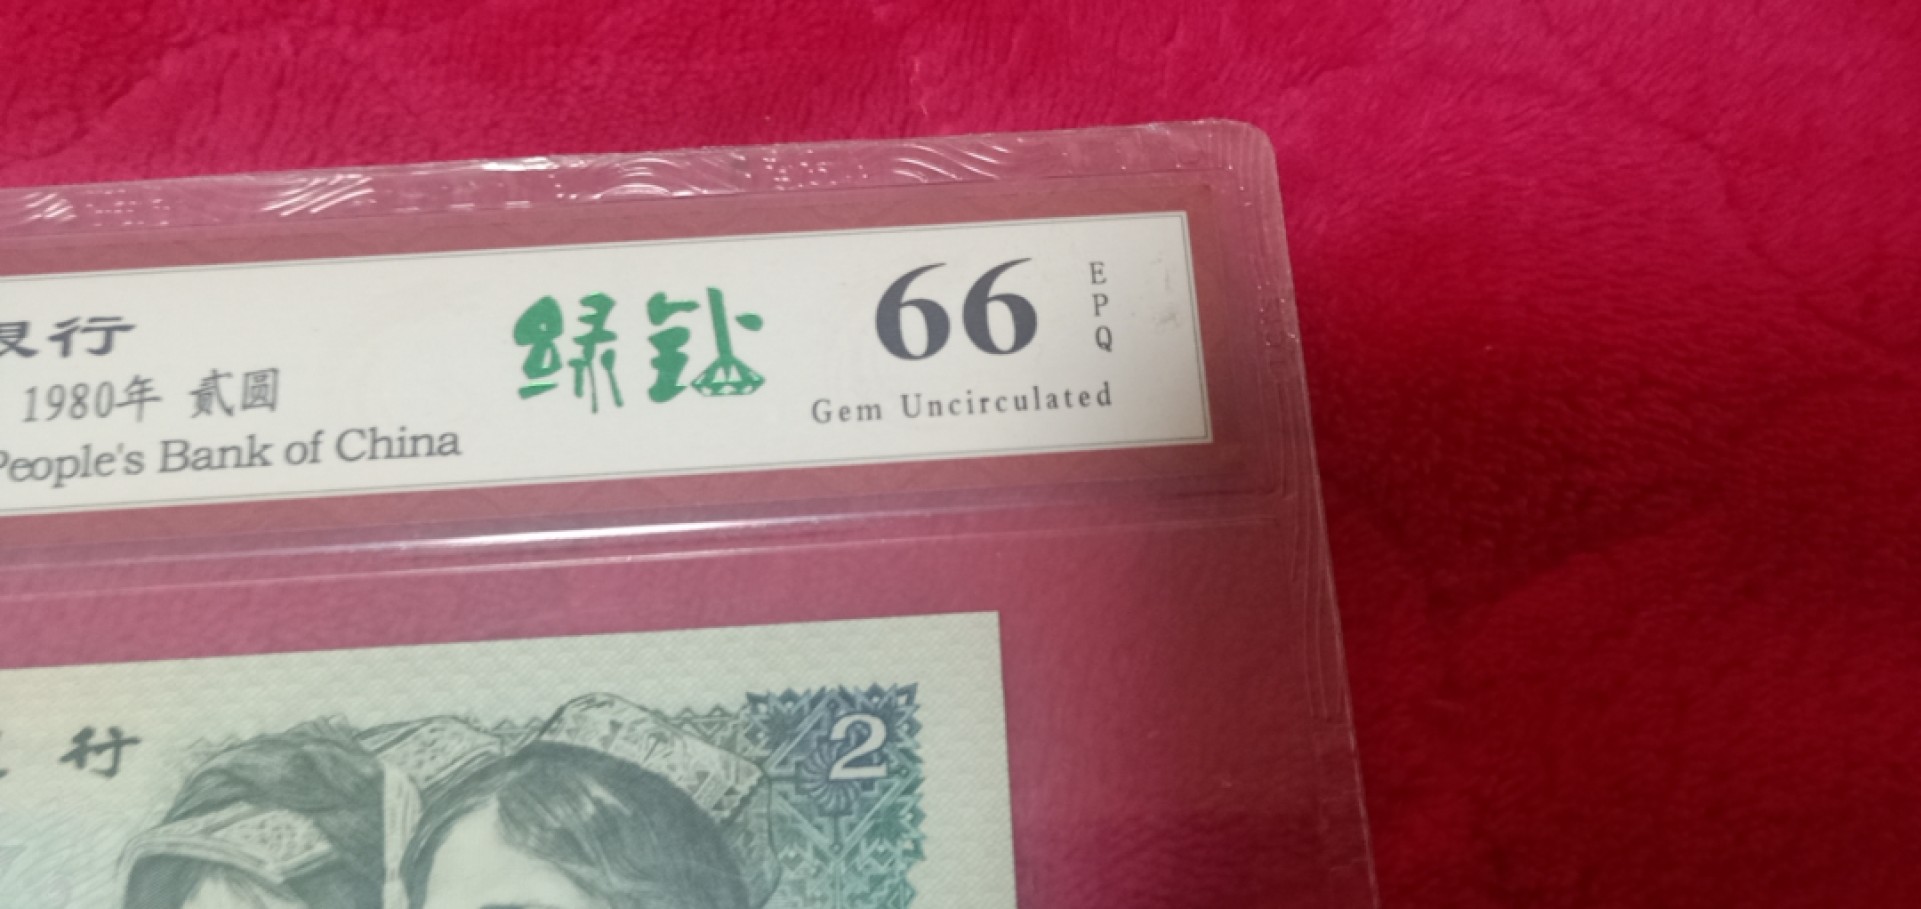 银行
绿钻
66
EPQ
1980年 贰圆
Gem Uncirculated
People's Bank of China
行
2